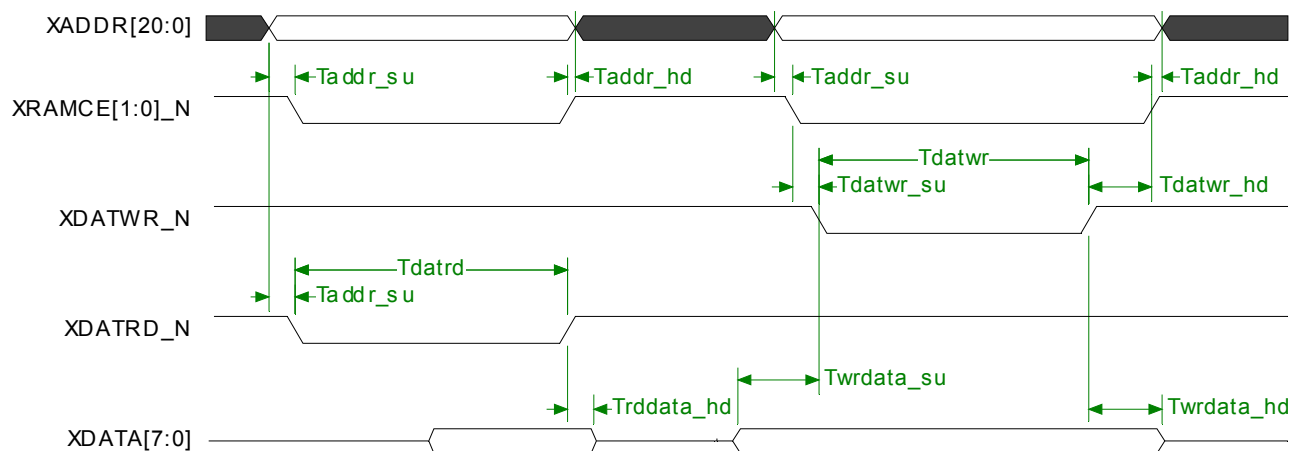 XADDR[20:0]
Taddr_su Taddr_hd Taddr_su Taddr_hd
XRAMCE[1:0]_N
Tdatwr
Tdatwr_su Tdatwr_hd
XDATWR_N
Tdatrd
Taddr_su
XDATRD_N
Twrdata_su
Trddata_hd Twrdata_hd
XDATA[7:0]